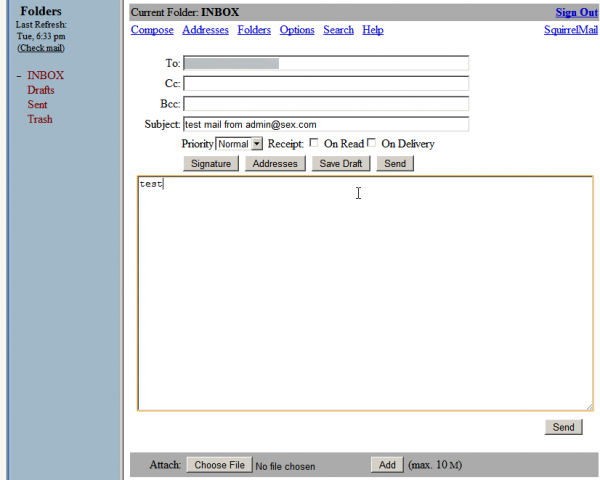 Folders
Last Refresh:
Tue, 6:33 pm
(Check mail)
– INBOX
Drafts
Sent
Trash
Current Folder: INBOX Sign Out
Compose Addresses Folders Options Search Help SquirrelMail
To:
Cc:
Bcc:
Subject: test mail from admin@sex.com
Priority Normal Receipt: On Read On Delivery
Signature Addresses Save Draft Send
test
Send
Attach: Choose File No file chosen Add (max. 10 M)